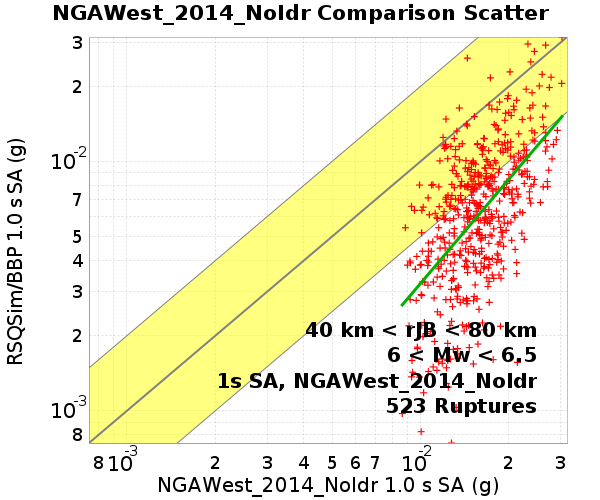 NGAWest_2014_NoIdr Comparison Scatter
RSQSim/BBP 1.0 s SA (g)
3
2
10-2
7
5
4
3
2
10-3
8
40 km < rJB < 80 km
6 < Mw < 6.5
1s SA, NGAWest_2014_NoIdr
523 Ruptures
8 10-3 2 3 4 5 6 7 10-2 2 3
NGAWest_2014_NoIdr 1.0 s SA (g)